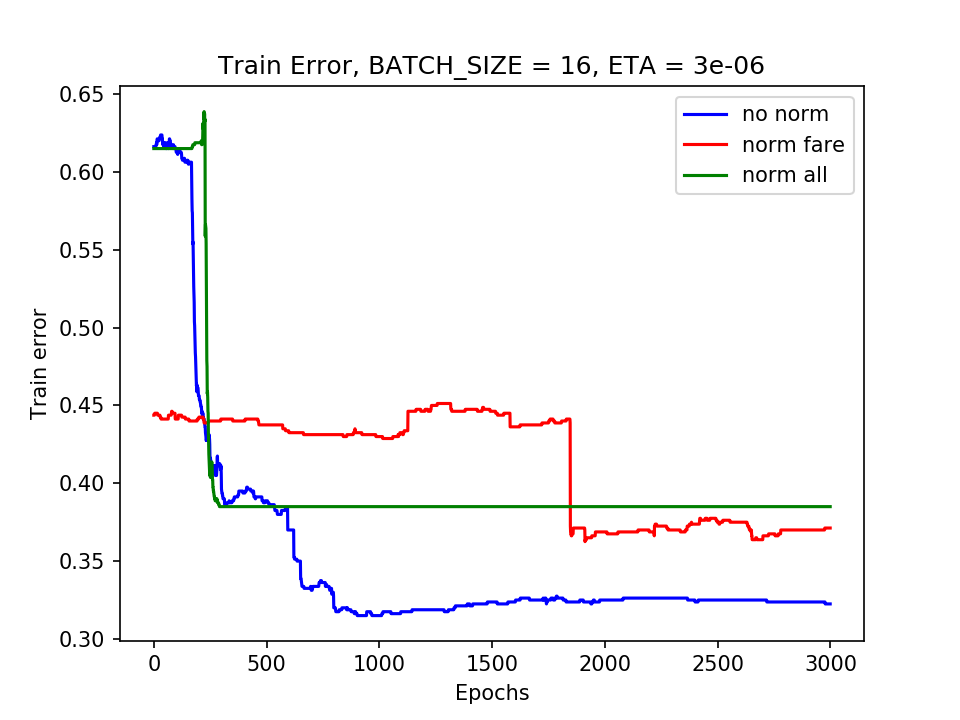 Train Error, BATCH_SIZE = 16, ETA = 3e-06
no norm
norm fare
norm all
Train error
0.65
0.60
0.55
0.50
0.45
0.40
0.35
0.30
0 500 1000 1500 2000 2500 3000
Epochs